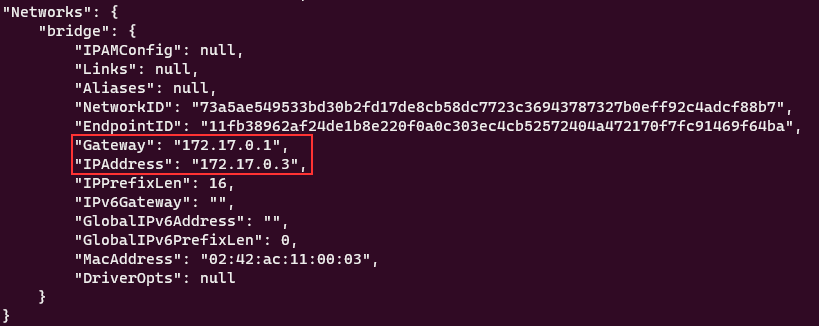 "Networks": {
"bridge": {
"IPAMConfig": null,
"Links": null,
"Aliases": null,
"NetworkID": "73a5ae549533bd30b2fd17de8cb58dc7723c36943787327b0eff92c4adcf88b7",
"EndpointID": "11fb38962af24de1b8e220f0a0c303ec4cb52572404a472170f7fc91469f64ba",
"Gateway": "172.17.0.1",
"IPAddress": "172.17.0.3",
"IPPrefixLen": 16,
"IPv6Gateway": "",
"GlobalIPv6Address": "",
"GlobalIPv6PrefixLen": 0,
"MacAddress": "02:42:ac:11:00:03",
"DriverOpts": null
}
}